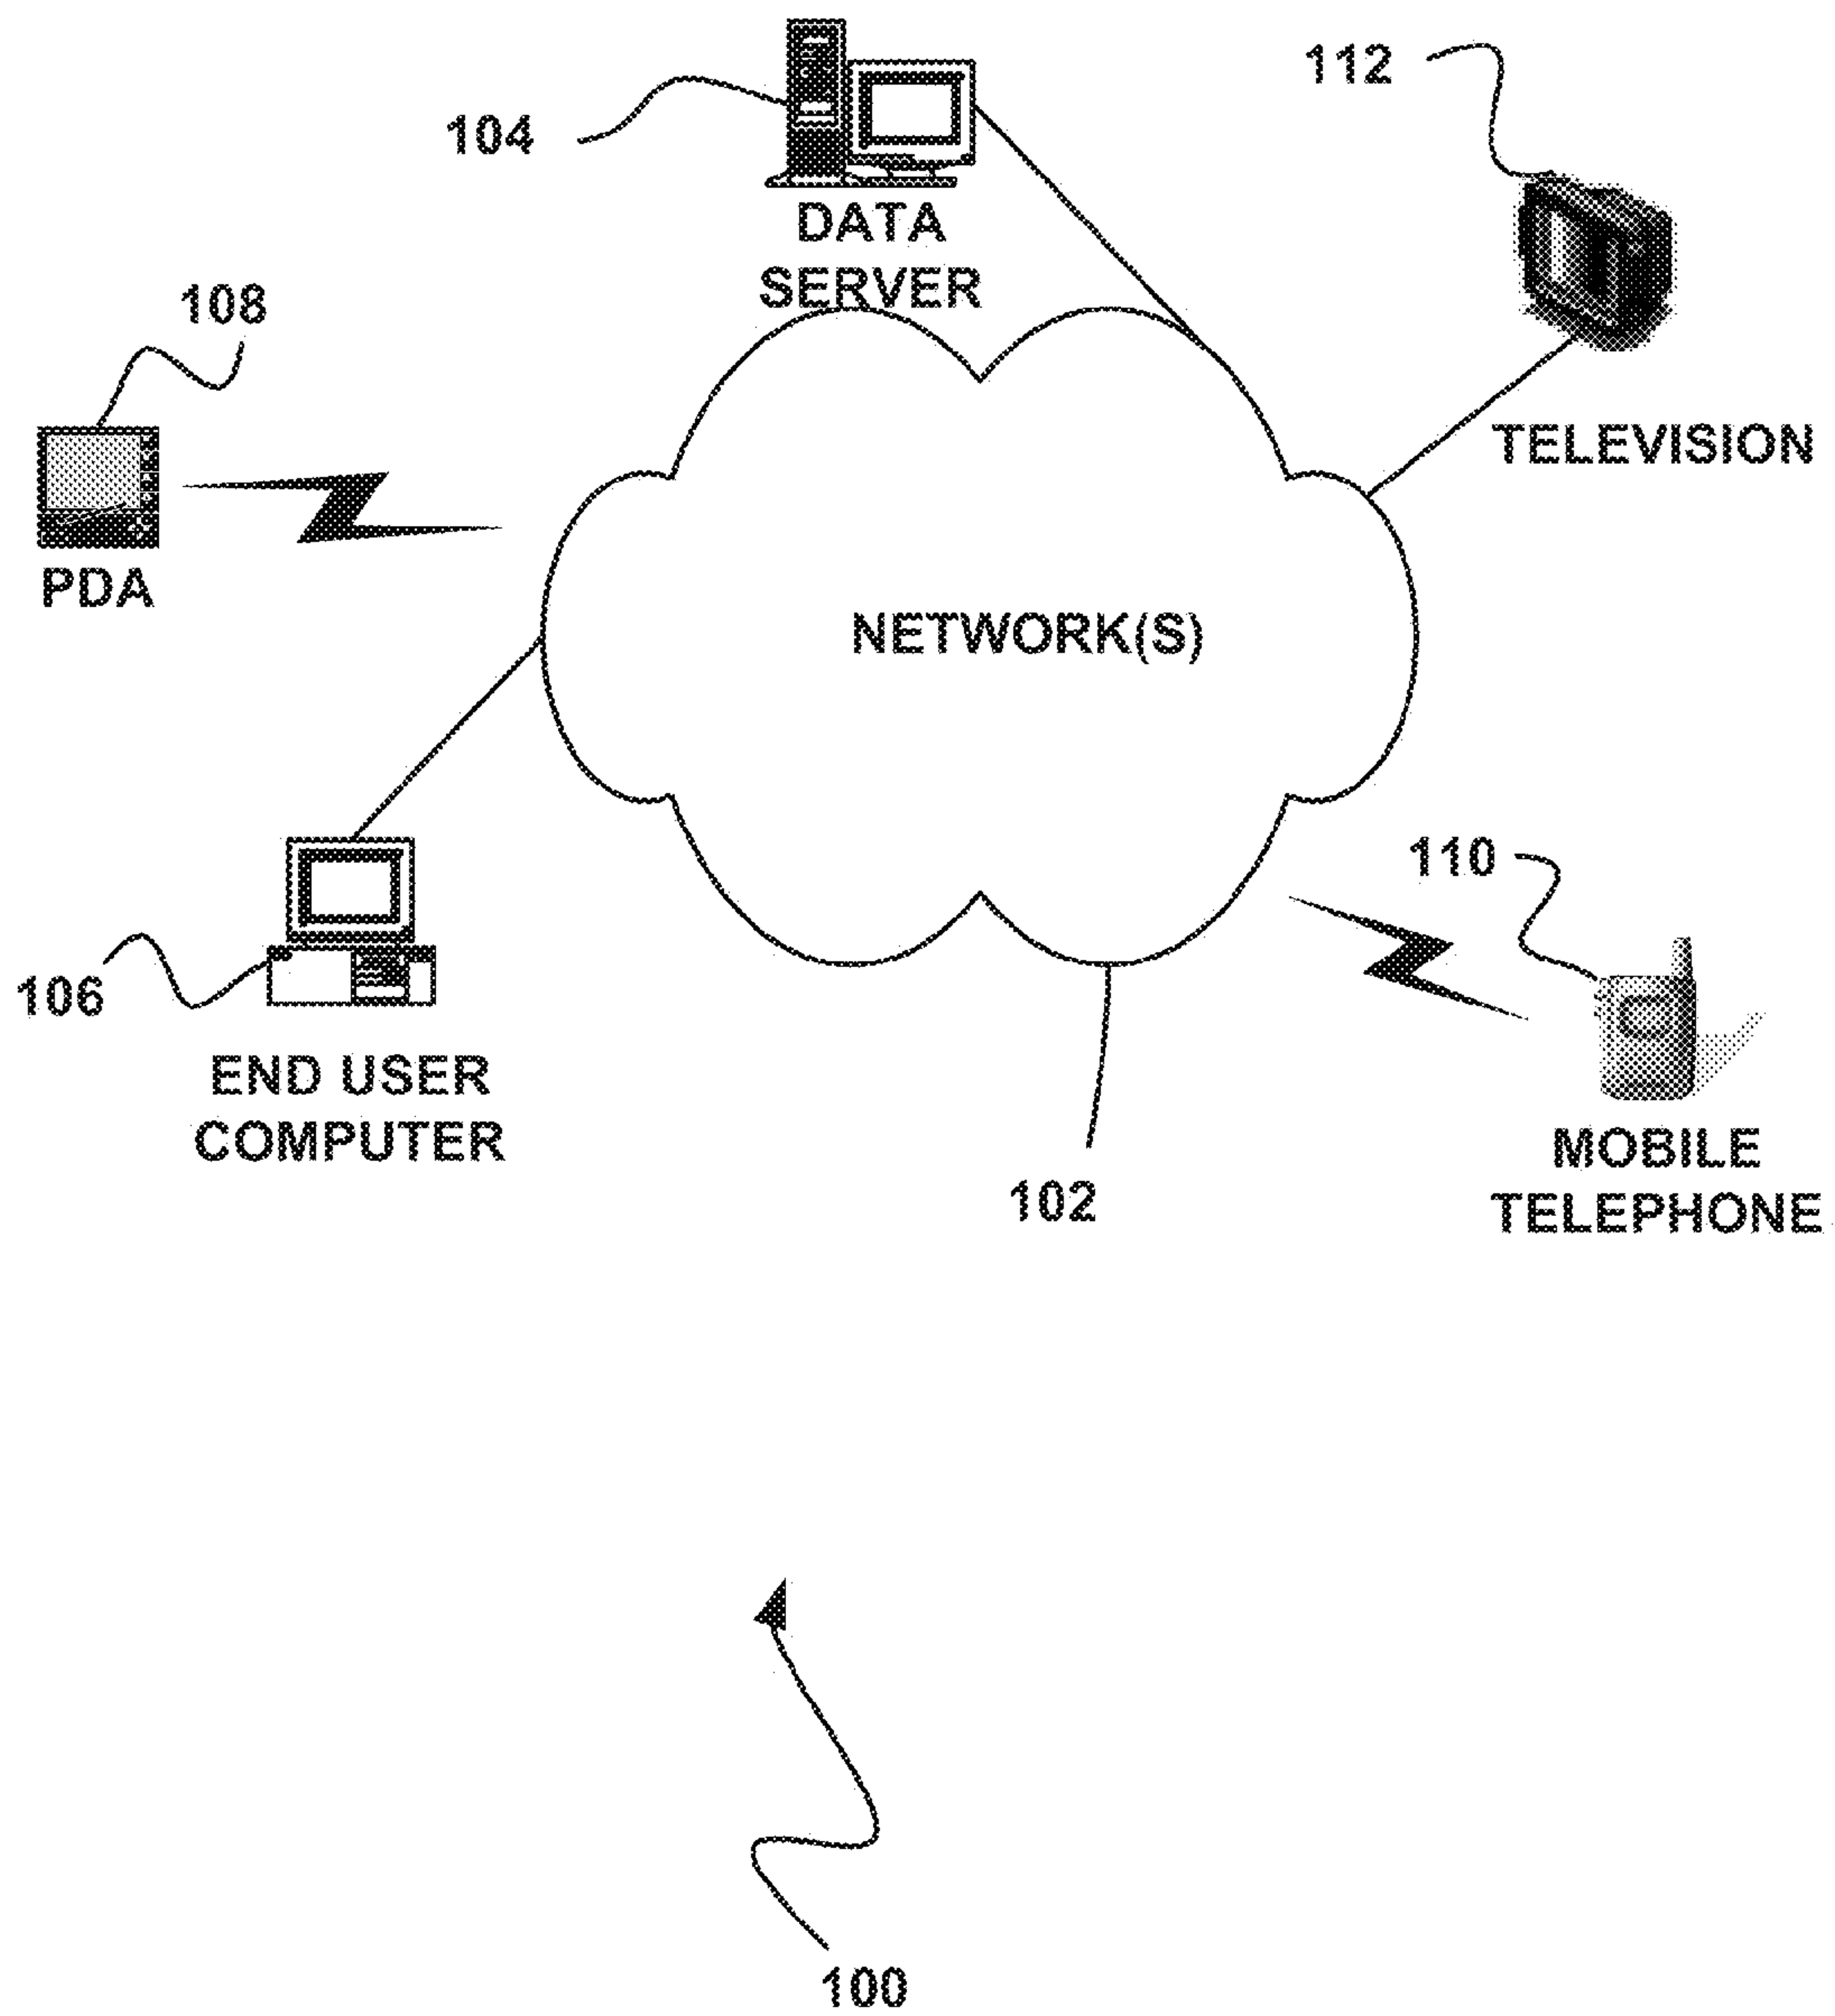 112
104
DATA
SERVER
108
TELEVISION
PDA
NETWORK(S)
110
106
END USER
COMPUTER
MOBILE
TELEPHONE
102
100